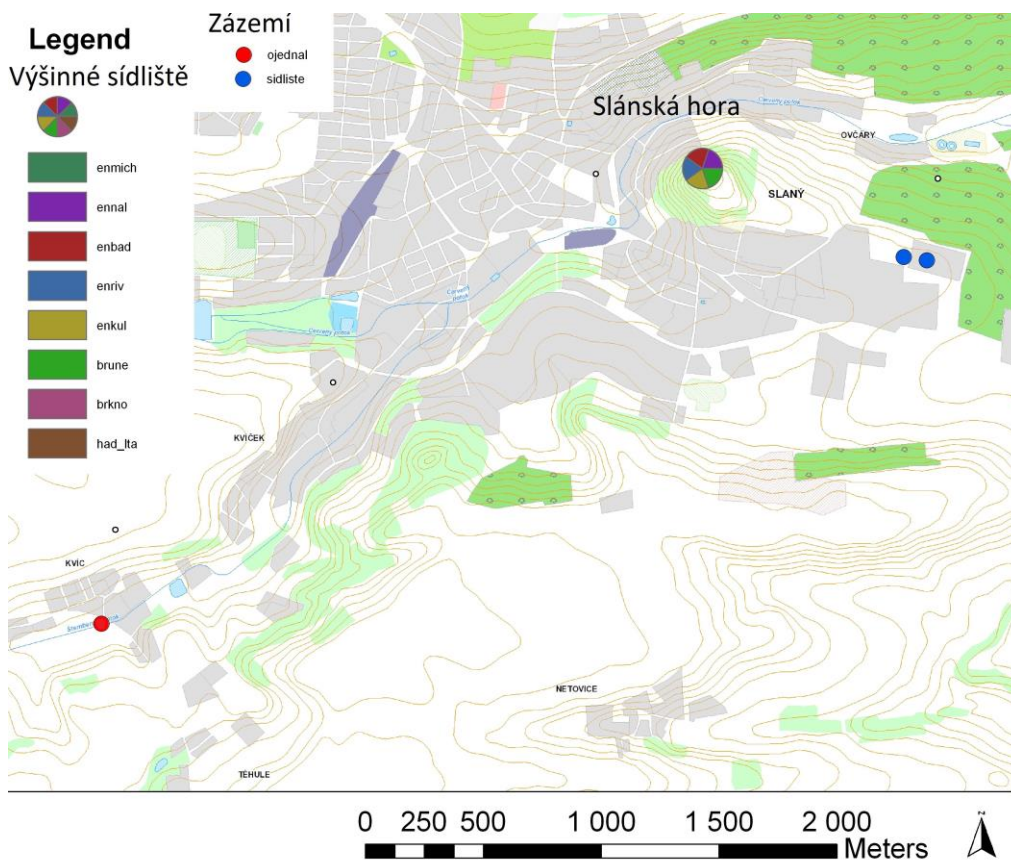 Legend
Výšinné sídliště
enmich
ennal
enbad
enriv
enkul
brune
brkno
had_lta
Zázemí
ojednal
sidliste
Slánská hora
OVČÁRY
SLANÝ
KVÍČEK
KVÍC
NETOVICE
TĚHULE
0 250 500 1 000 1 500 2 000
Meters